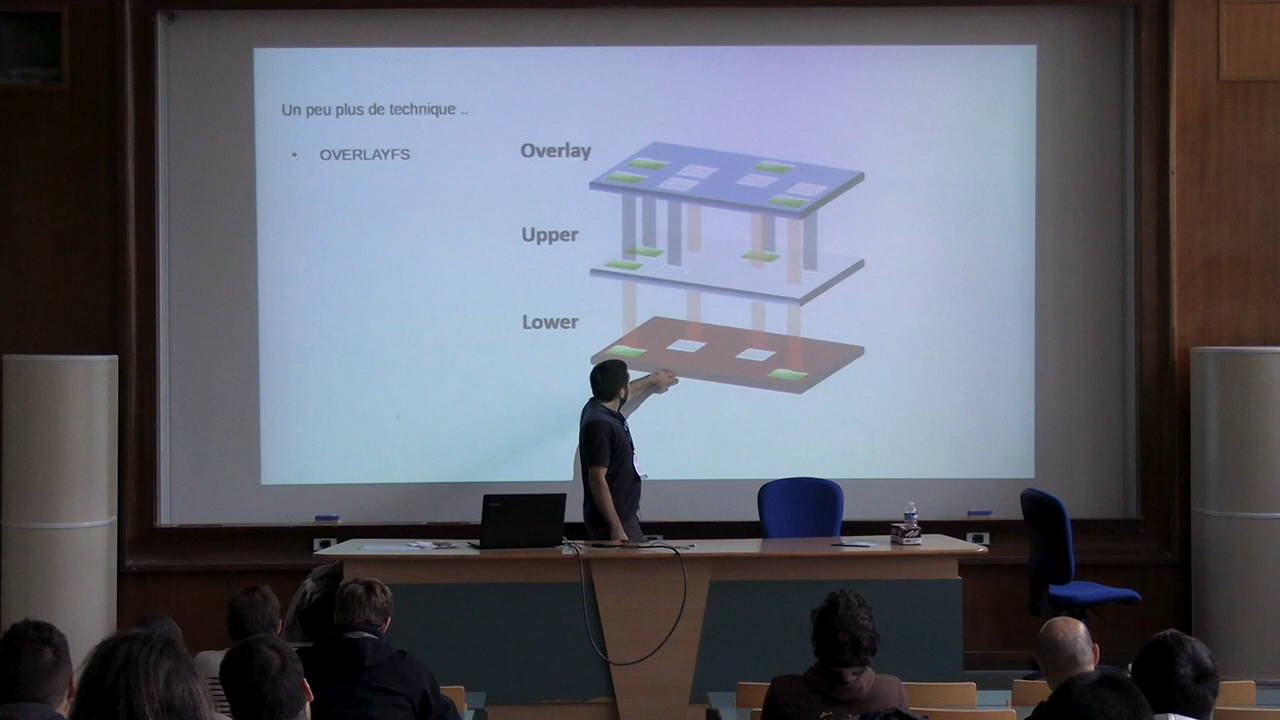 Un peu plus de technique ..
• OVERLAYFS
Overlay
Upper
Lower